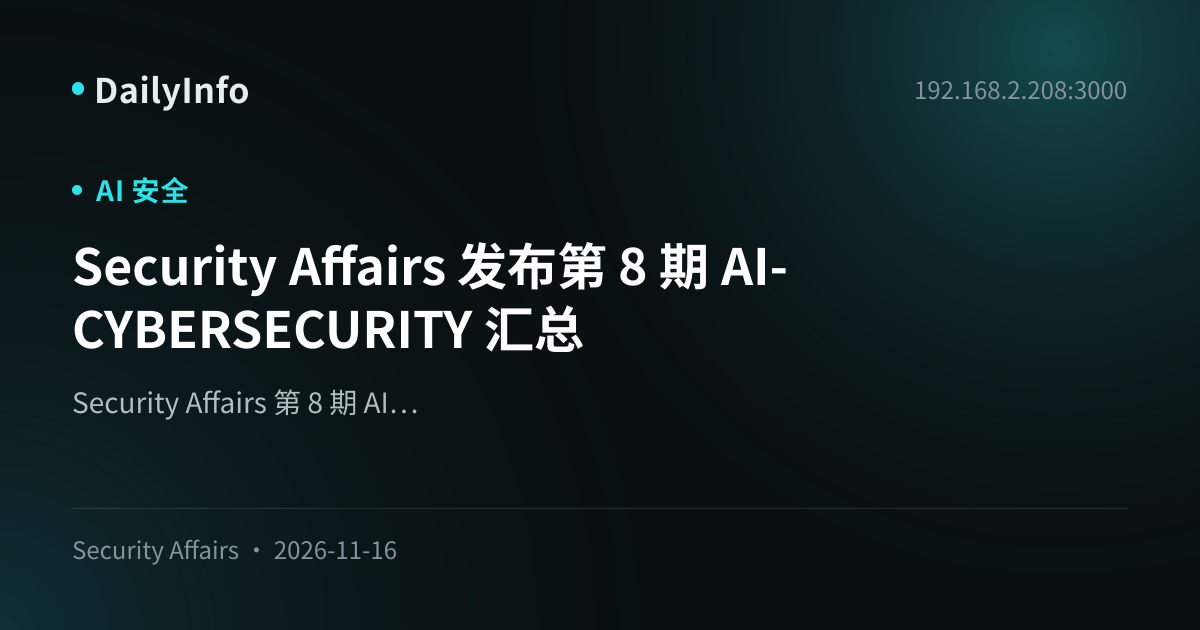 DailyInfo
192.168.2.208:3000
AI 安全
Security Affairs 发布第 8 期 AI-
CYBERSECURITY 汇总
Security Affairs 第 8 期 AI…
Security Affairs · 2026-11-16